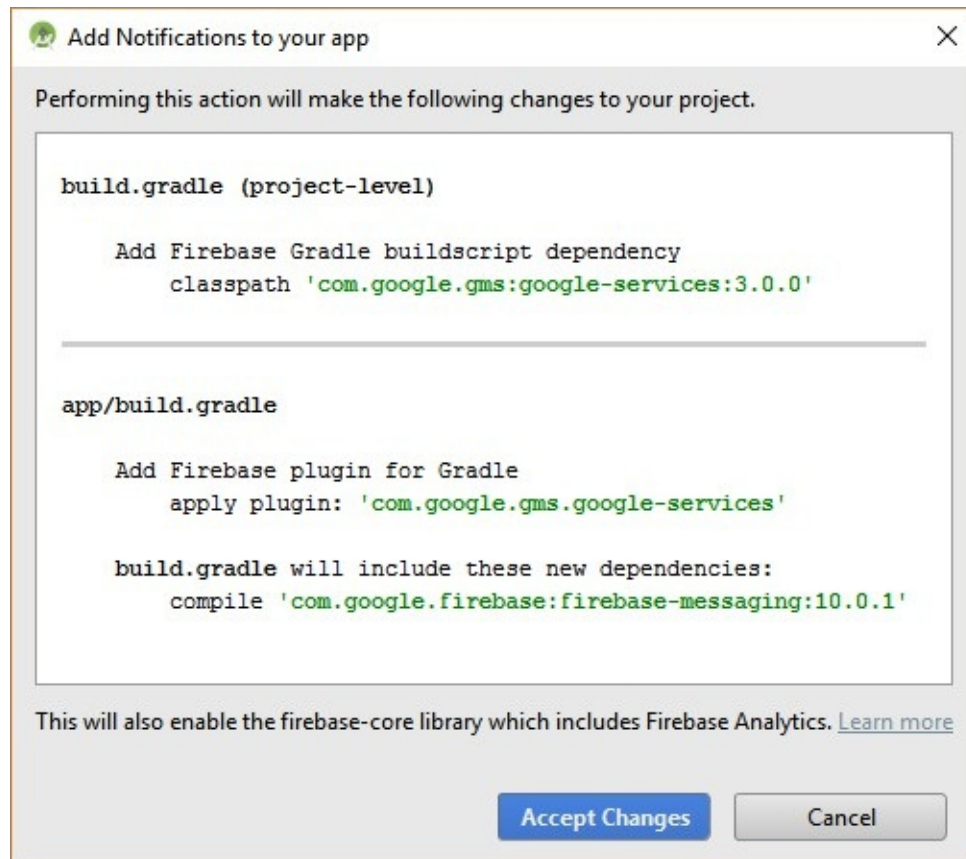 Add Notifications to your app
Performing this action will make the following changes to your project.
build.gradle (project-level)
Add Firebase Gradle buildscript dependency
classpath 'com.google.gms:google-services:3.0.0'
app/build.gradle
Add Firebase plugin for Gradle
apply plugin: 'com.google.gms.google-services'
build.gradle will include these new dependencies:
compile 'com.google.firebase:firebase-messaging:10.0.1'
This will also enable the firebase-core library which includes Firebase Analytics. Learn more
Accept Changes
Cancel